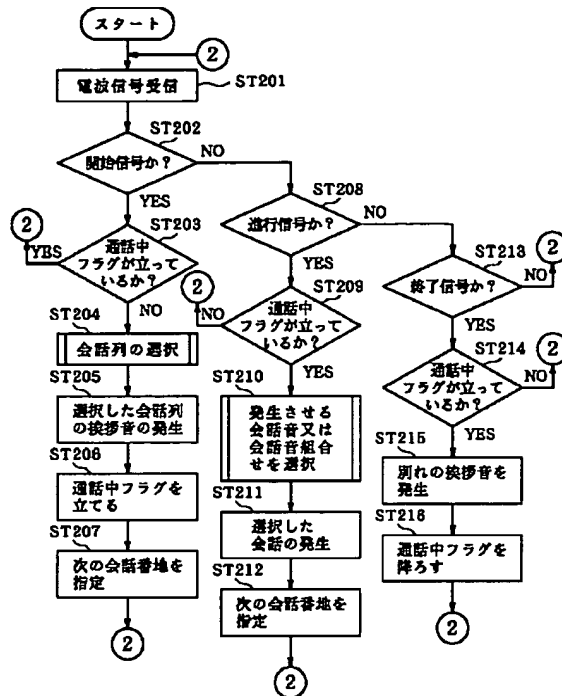 スタート
2
電波信号受信
ST201
ST202
開始信号か?
NO
YES
ST203
2
YES
通話中
フラグが立って
いるか?
NO
ST204
会話列の選択
ST205
選択した会話列
の挨拶音の発生
ST206
通話中フラグを
立てる
ST207
次の会話番地を
指定
2
ST208
進行信号か?
NO
YES
ST209
2
NO
通話中
フラグが立って
いるか?
YES
ST210
発生させる
会話音又は
会話音組合
せを選択
ST211
選択した
会話の発生
ST212
次の会話番地を
指定
2
ST213
2
終了信号か?
NO
YES
ST214
2
通話中
フラグが立って
いるか?
NO
YES
ST215
別れの挨拶音を
発生
ST216
通話中フラグを
降ろす
2